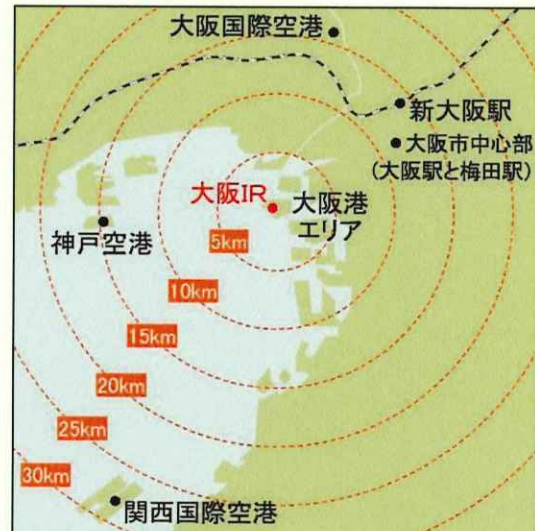 大阪国際空港
新大阪駅
大阪市中心部
(大阪駅と梅田駅)
大阪IR
大阪港
エリア
神戸空港
5km
10km
15km
20km
25km
30km
関西国際空港